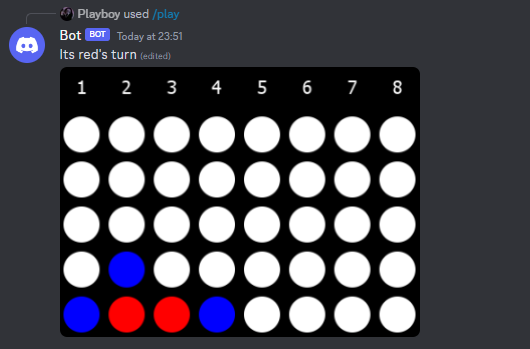 Playboy used /play
Bot BOT Today at 23:51
Its red's turn (edited)
1 2 3 4 5 6 7 8